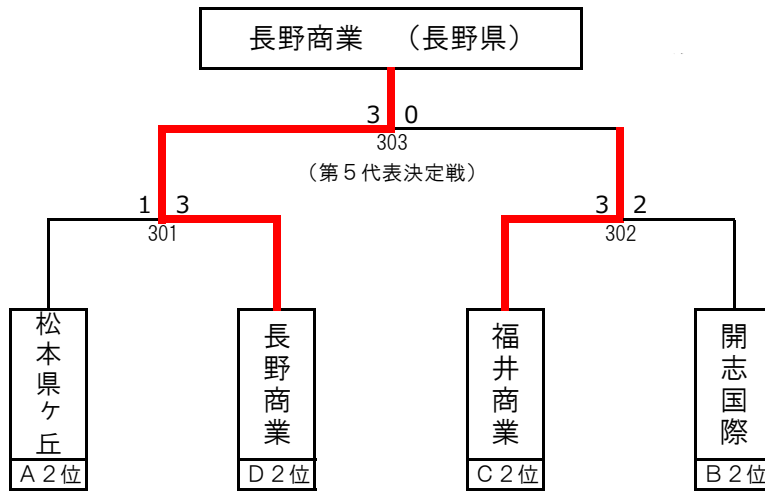 長野商業　（長野県）
3 0
303
（第５代表決定戦）
1 3
301
3 2
302
松本県ヶ丘
長野商業
福井商業
開志国際
Ａ２位
Ｄ２位
Ｃ２位
Ｂ２位